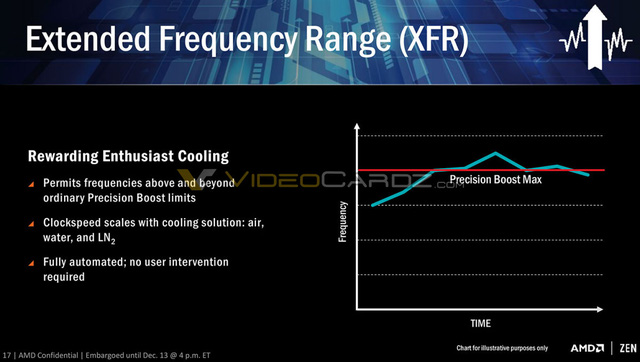 Extended Frequency Range (XFR)
Rewarding Enthusiast Cooling
Permits frequencies above and beyond
ordinary Precision Boost limits
Clockspeed scales with cooling solution: air,
water, and LN2
Fully automated; no user intervention
required
VIDEOCARDZ.COM
Precision Boost Max
Frequency
TIME
Chart for illustrative purposes only
AMD
ZEN
17 | AMD Confidential | Embargoed until Dec. 13 @ 4 p.m. ET